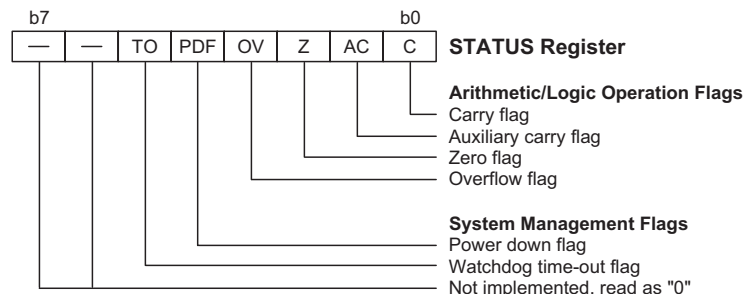 b7 b0
— — TO PDF OV Z AC C STATUS Register
Arithmetic/Logic Operation Flags
Carry flag
Auxiliary carry flag
Zero flag
Overflow flag
System Management Flags
Power down flag
Watchdog time-out flag
Not implemented, read as "0"